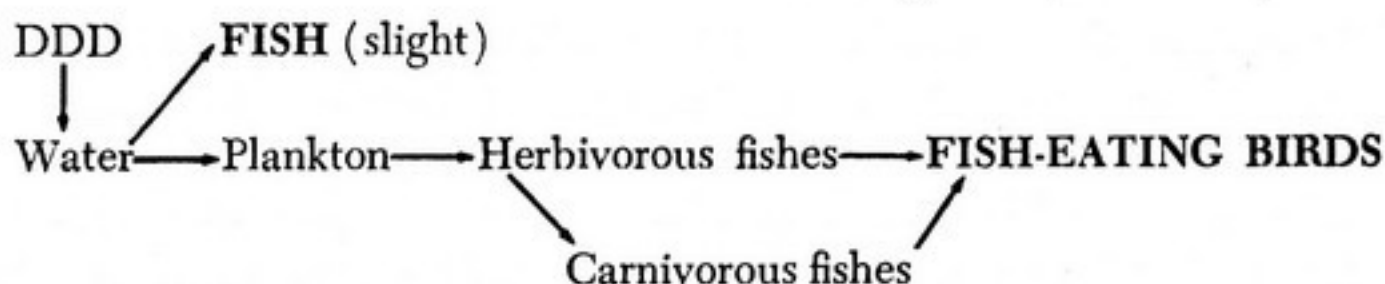 DDD FISH (slight)
Water Plankton Herbivorous fishes FISH-EATING BIRDS
Carnivorous fishes